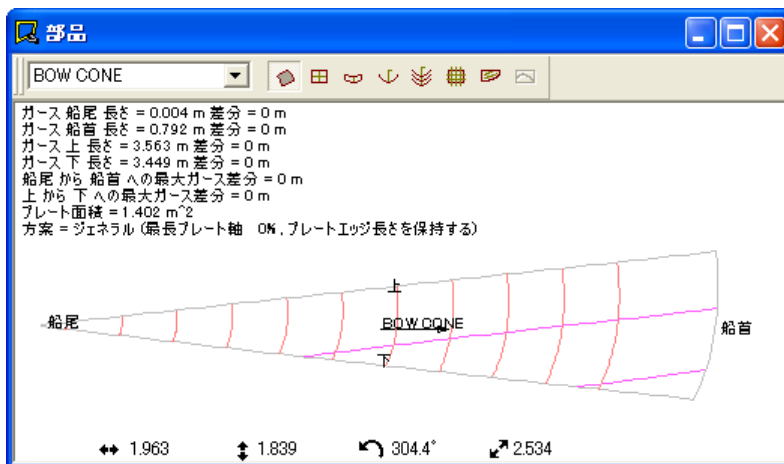 部品
BOW CONE
ガース 船尾 長さ = 0.004 m 差分 = 0 m
ガース 船首 長さ = 0.792 m 差分 = 0 m
ガース 上 長さ = 3.563 m 差分 = 0 m
ガース 下 長さ = 3.449 m 差分 = 0 m
船尾 から 船首 への最大ガース差分 = 0 m
上 から 下 への最大ガース差分 = 0 m
プレート面積 = 1.402 m^2
方案 = ジェネラル (最長プレート軸 0%, プレートエッジ長さを保持する)
上
船尾
BOW CONE
船首
下
1.963 1.839 304.4° 2.534